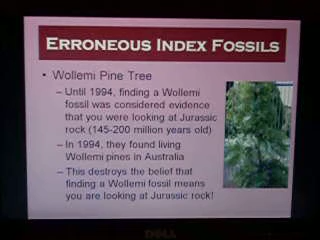 ERRONEOUS INDEX FOSSILS
• Wollemi Pine Tree
– Until 1994, finding a Wollemi
fossil was considered evidence
that you were looking at Jurassic
rock (145-200 million years old)
– In 1994, they found living
Wollemi pines in Australia
– This destroys the belief that
finding a Wollemi fossil means
you are looking at Jurassic rock!
DELL